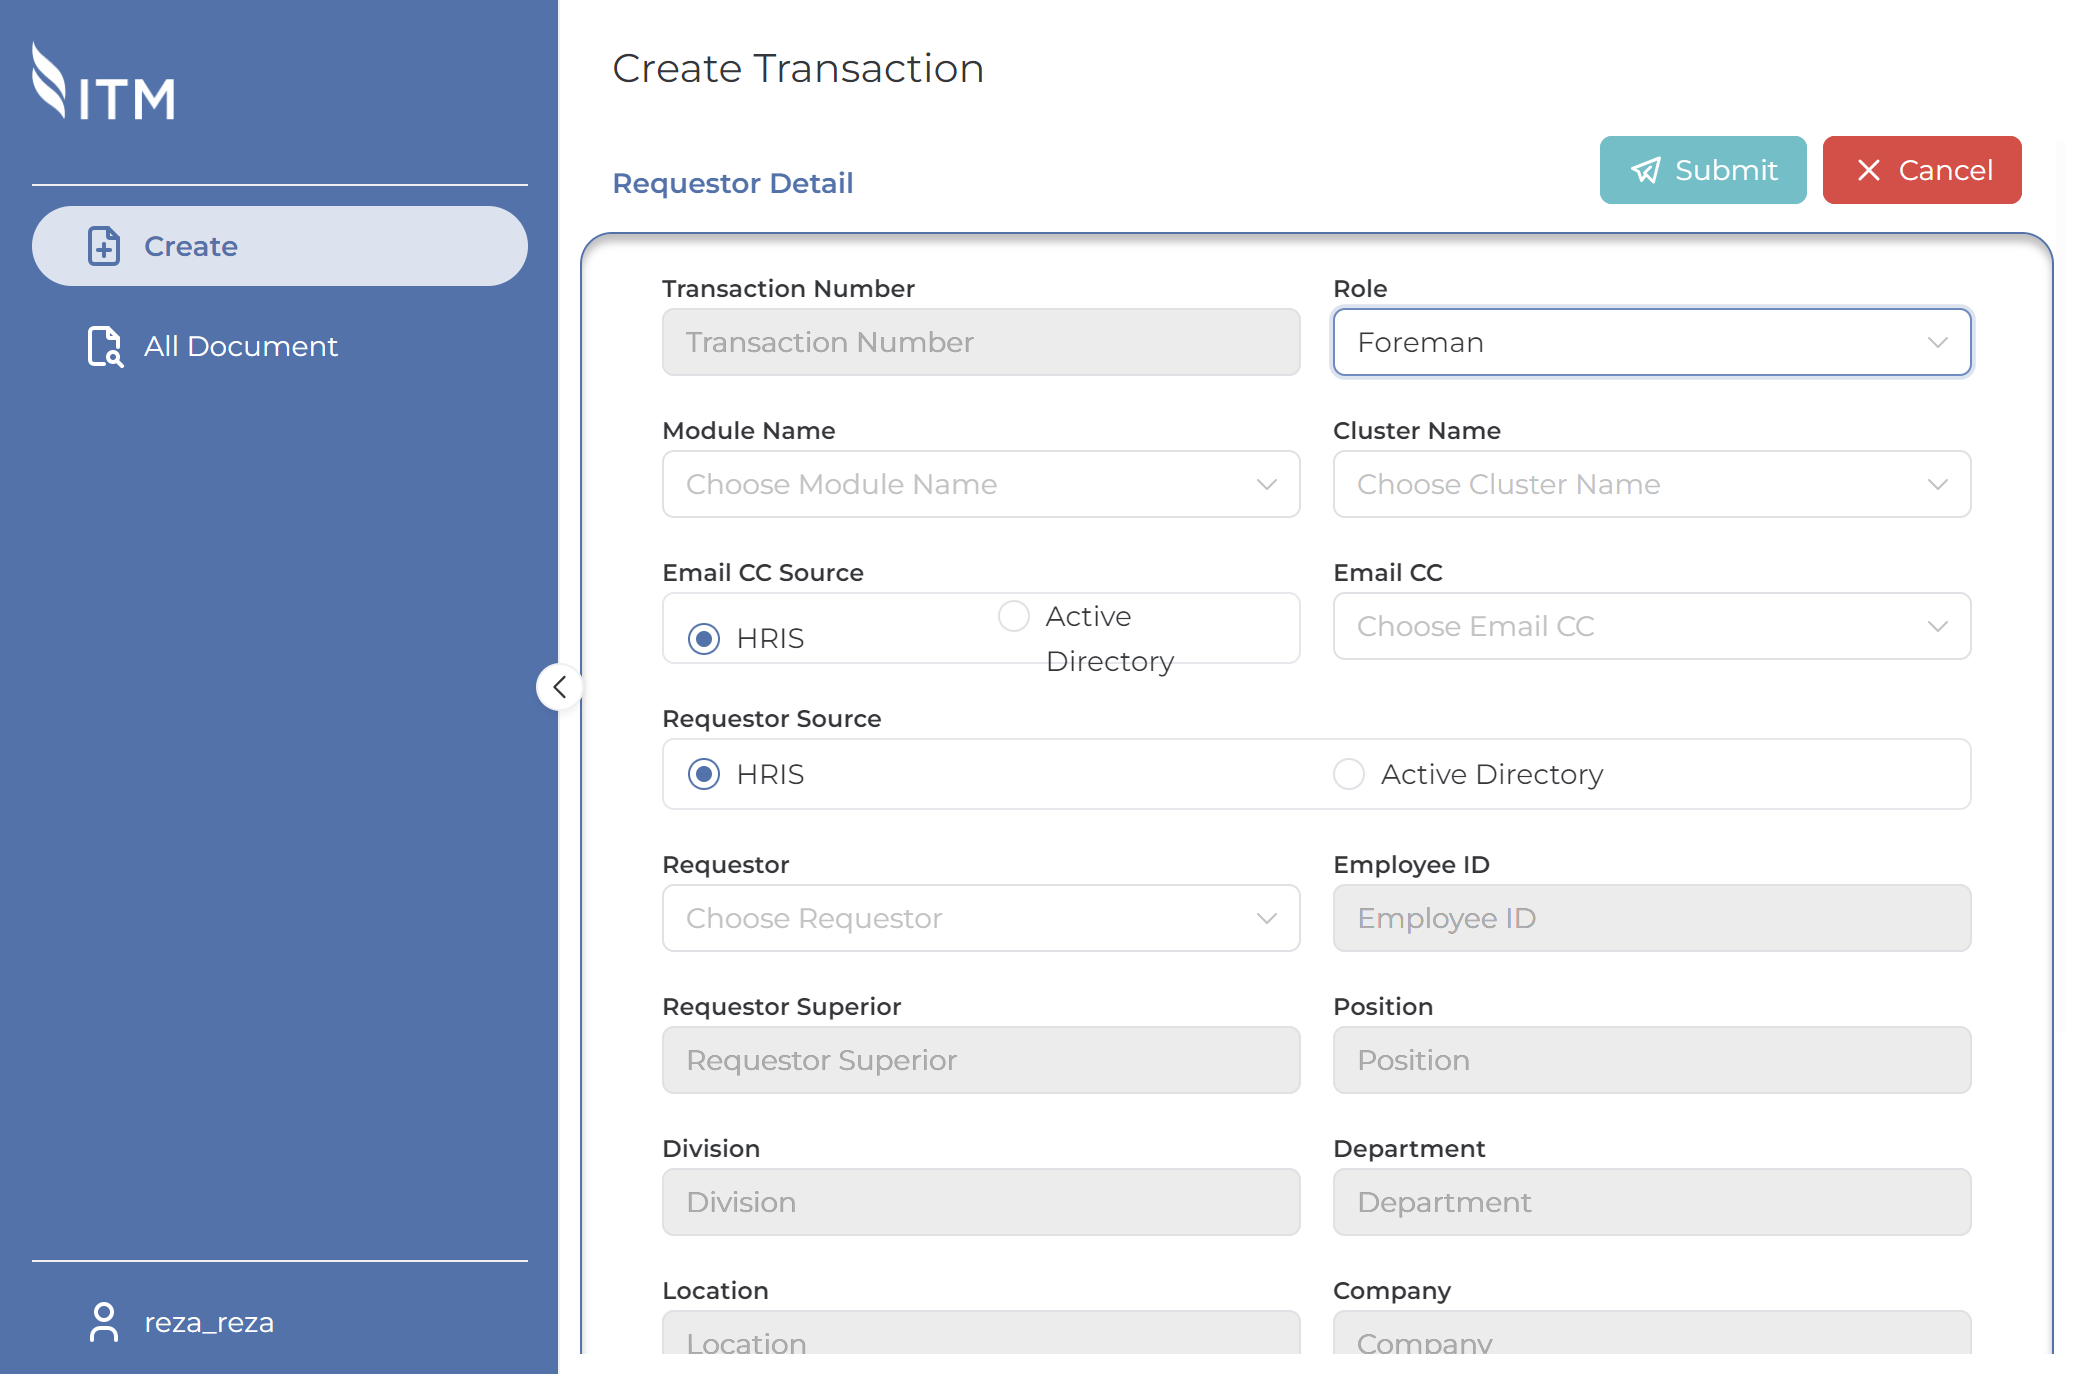 ITM
Create
All Document
reza_reza
Create Transaction
Requestor Detail
Submit
Cancel
Transaction Number
Transaction Number
Role
Foreman
Module Name
Choose Module Name
Cluster Name
Choose Cluster Name
Email CC Source
HRIS
Active
Directory
Email CC
Choose Email CC
Requestor Source
HRIS
Active Directory
Requestor
Choose Requestor
Employee ID
Employee ID
Requestor Superior
Requestor Superior
Position
Position
Division
Division
Department
Department
Location
Location
Company
Company